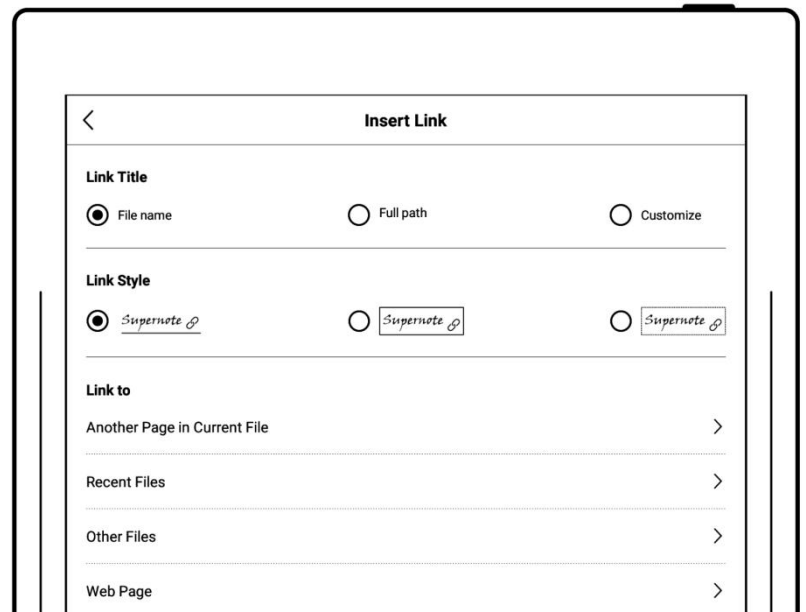 Insert Link
Link Title
File name Full path Customize
Link Style
Supernote Supernote Supernote
Link to
Another Page in Current File
Recent Files
Other Files
Web Page